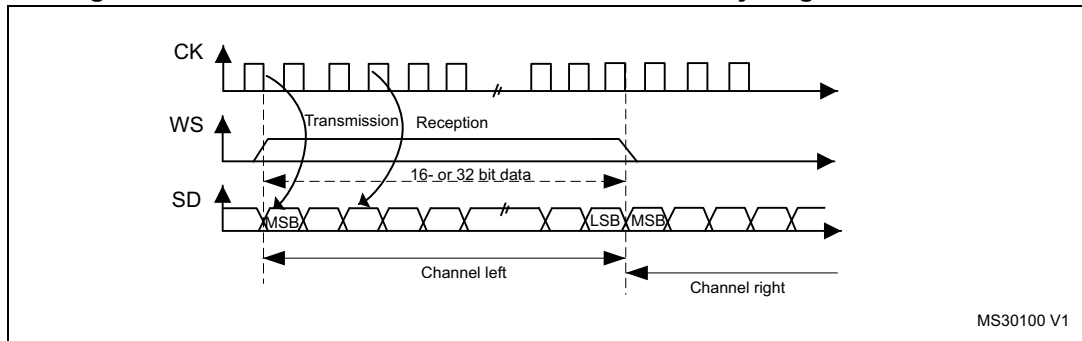 CK
Transmission
Reception
WS
16- or 32 bit data
SD
MSB
LSB
MSB
Channel left
Channel right
MS30100 V1